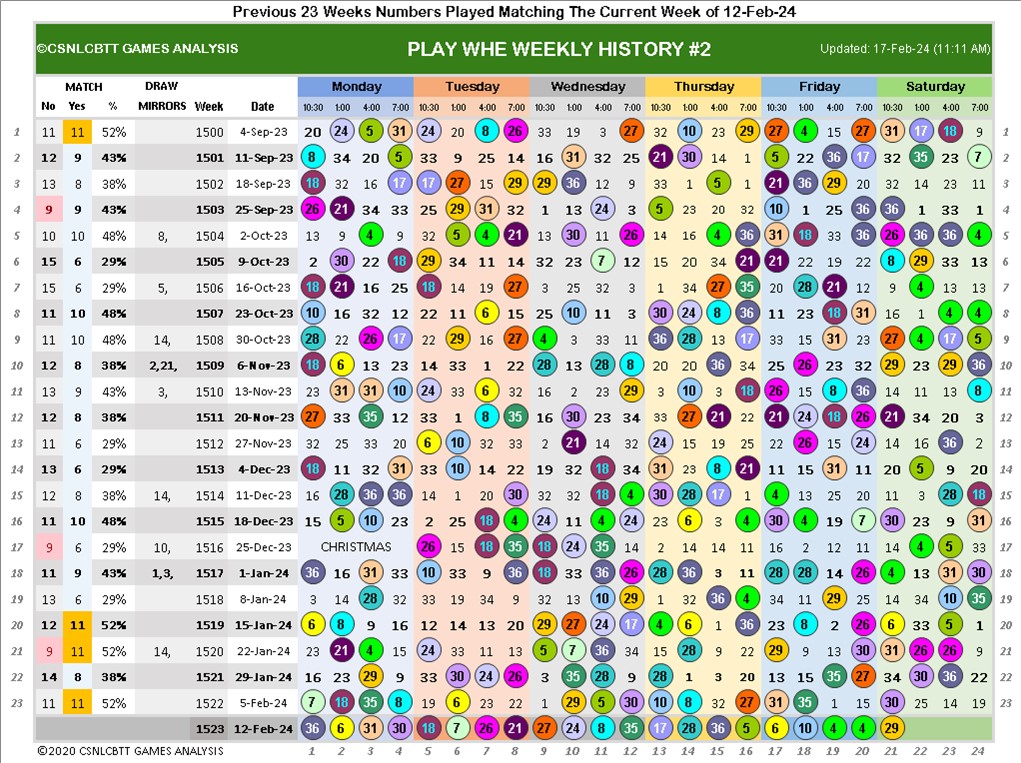 Previous 23 Weeks Numbers Played Matching The Current Week of 12-Feb-24
©CSNLCBTT GAMES ANALYSIS PLAY WHE WEEKLY HISTORY #2 Updated: 17-Feb-24 (11:11 AM)
MATCH DRAW Monday Tuesday Wednesday Thursday Friday Saturday
No Yes % MIRRORS Week Date 10:30 1:00 4:00 7:00 10:30 1:00 4:00 7:00 10:30 1:00 4:00 7:00 10:30 1:00 4:00 7:00 10:30 1:00 4:00 7:00 10:30 1:00 4:00 7:00
1 11 11 52% 1500 4-Sep-23 20 24 5 31 24 20 8 26 33 19 3 27 32 10 23 29 27 4 15 27 31 17 18 9 1
2 12 9 43% 1501 11-Sep-23 8 34 20 5 33 9 25 14 16 31 32 25 21 30 14 1 5 22 36 17 32 35 23 7 2
3 13 8 38% 1502 18-Sep-23 18 32 16 17 17 27 15 29 29 36 12 9 33 1 5 1 21 36 29 20 32 14 23 11 3
4 9 9 43% 1503 25-Sep-23 26 21 34 33 25 29 31 32 1 13 24 3 5 23 20 32 10 1 25 36 36 1 33 1 4
5 10 10 48% 8, 1504 2-Oct-23 13 9 4 9 32 5 4 21 13 30 11 26 14 16 4 36 31 18 33 36 26 36 36 4 5
6 15 6 29% 1505 9-Oct-23 2 30 22 18 29 34 11 14 32 23 7 12 15 20 34 21 21 22 19 22 8 29 33 13 6
7 15 6 29% 5, 1506 16-Oct-23 18 21 16 25 18 14 19 27 3 25 32 3 1 34 27 35 20 28 21 12 9 4 13 13 7
8 11 10 48% 1507 23-Oct-23 10 16 32 12 22 11 6 15 25 10 11 3 30 24 8 36 11 23 18 31 16 1 4 4 8
9 11 10 48% 14, 1508 30-Oct-23 28 22 26 17 22 29 16 27 4 3 33 11 36 28 13 17 33 15 31 23 27 4 17 5 9
10 12 8 38% 2,21, 1509 6-Nov-23 18 6 13 32 14 33 1 22 28 13 28 8 20 20 36 14 25 26 13 22 29 23 29 36 10
11 13 9 43% 3, 1510 13-Nov-23 23 31 31 10 24 33 6 32 2 25 23 29 3 10 3 18 26 15 8 36 11 14 11 8 11
12 12 8 38% 1511 20-Nov-23 27 33 35 12 33 1 8 35 16 30 23 34 33 27 21 22 21 24 18 26 21 34 20 3 12
13 11 6 29% 1512 27-Nov-23 32 25 33 20 6 10 32 33 2 21 14 32 24 15 19 25 22 26 15 24 14 16 36 2 13
14 13 6 29% 1513 4-Dec-23 18 11 32 31 33 10 14 22 19 32 18 34 31 23 8 21 11 15 31 11 20 5 9 20 14
15 12 8 38% 14, 1514 11-Dec-23 16 28 36 36 14 1 20 30 32 32 18 4 30 28 17 1 4 13 25 20 11 3 28 18 15
16 11 10 48% 1515 18-Dec-23 15 5 10 23 2 25 18 4 24 11 4 24 23 6 3 4 30 4 19 7 30 23 9 31 16
17 9 6 29% 10, 1516 25-Dec-23 CHRISTMAS 26 15 18 35 18 24 35 14 2 14 14 11 16 2 12 11 22 4 5 33 17
18 11 9 43% 1,3, 1517 1-Jan-24 36 16 31 33 10 33 9 36 18 33 36 26 28 36 3 11 28 28 14 26 4 13 31 30 18
19 13 6 29% 1518 8-Jan-24 3 14 28 32 33 19 34 9 32 19 10 29 1 32 36 4 34 11 29 25 14 34 10 35 19
20 12 11 52% 1519 15-Jan-24 6 8 9 16 12 14 13 20 29 27 24 17 4 6 1 36 23 8 2 26 6 33 5 1 20
21 9 11 52% 14, 1520 22-Jan-24 23 21 4 15 24 33 11 13 5 7 36 34 15 21 20 20 29 9 13 30 31 26 26 9 21
22 14 8 38% 1521 29-Jan-24 16 23 29 9 33 30 24 26 3 35 28 9 28 1 3 20 13 15 35 27 34 30 36 22 22
23 11 11 52% 1522 5-Feb-24 7 18 35 8 19 6 2 13 1 29 5 30 10 8 32 27 31 35 1 15 30 25 14 19 23
1523 12-Feb-24 36 6 31 30 18 7 26 21 27 24 8 35 17 28 36 5 6 10 4 4 29
©2020 CSNLCBTT GAMES ANALYSIS 1 2 3 4 5 6 7 8 9 10 11 12 13 14 15 16 17 18 19 20 21 22 23 24